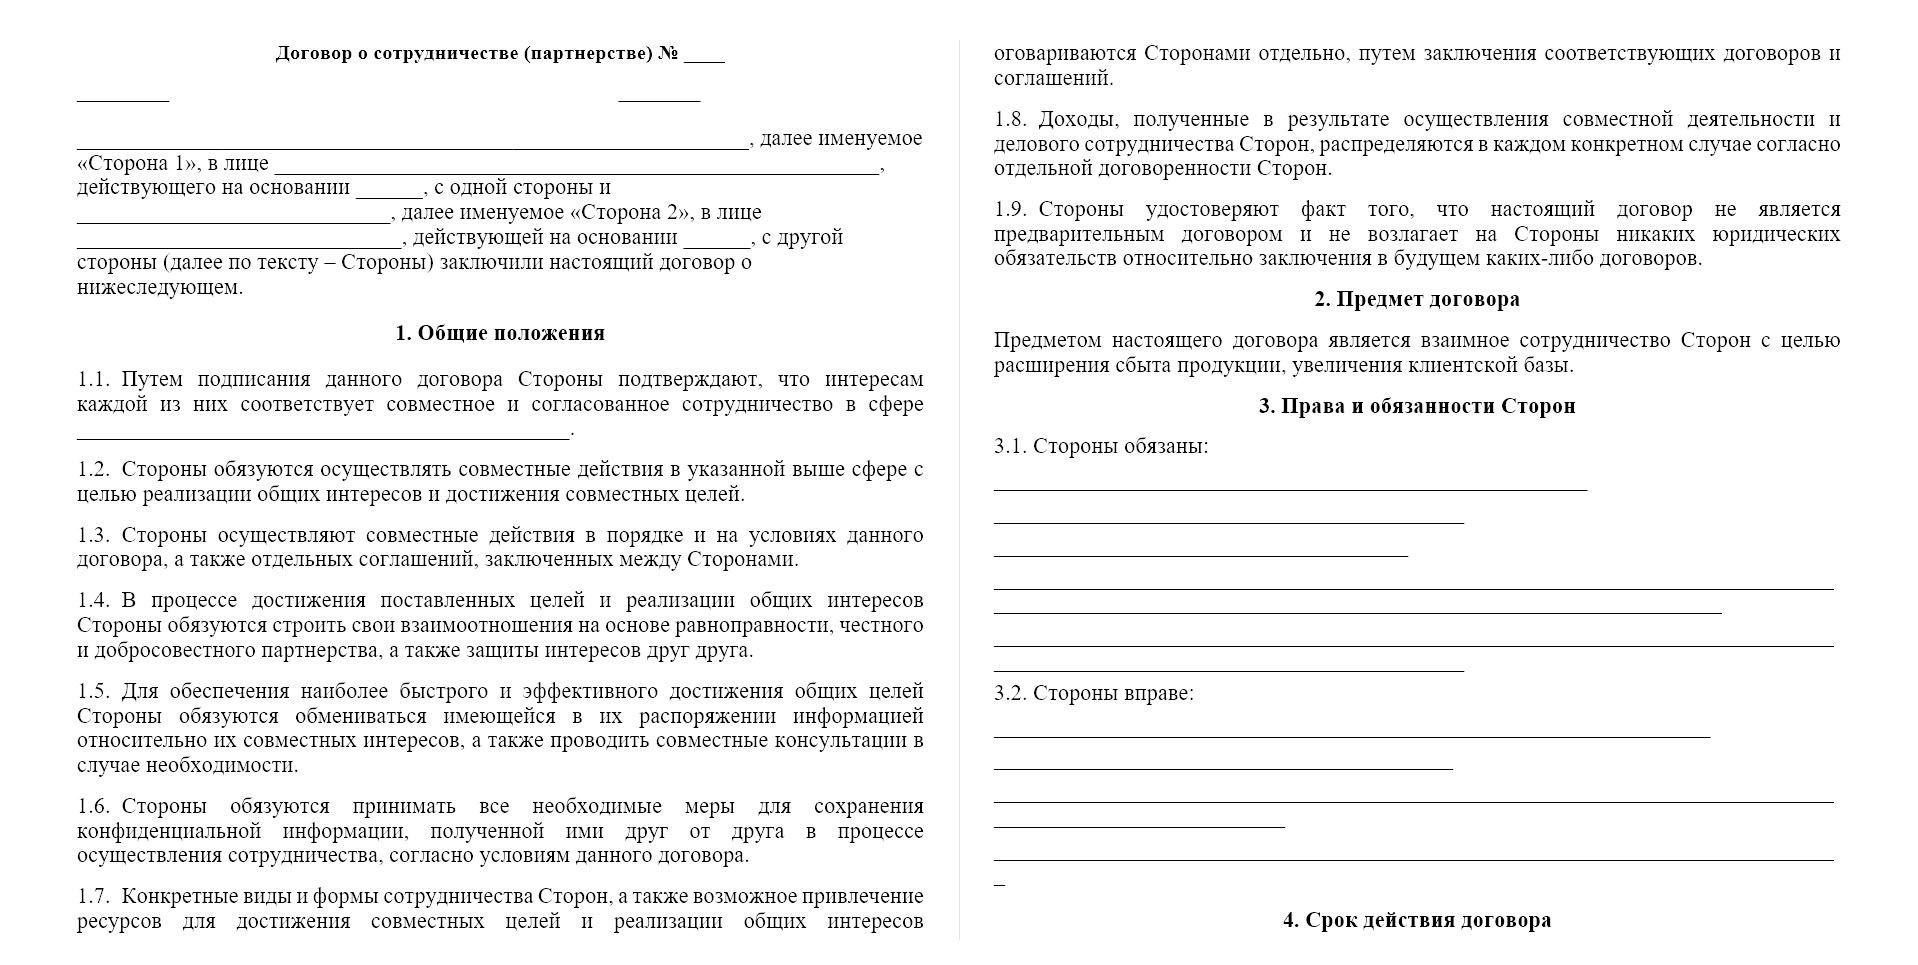 Договор о сотрудничестве (партнерстве) № ____
_________ ________
____________________________________________________________, далее именуемое
«Сторона 1», в лице ______________________________________________________,
действующего на основании ______, с одной стороны и
____________________________, далее именуемое «Сторона 2», в лице
_____________________________, действующей на основании ______, с другой
стороны (далее по тексту – Стороны) заключили настоящий договор о
нижеследующем.
1. Общие положения
1.1. Путем подписания данного договора Стороны подтверждают, что интересам
каждой из них соответствует совместное и согласованное сотрудничество в сфере
____________________________________________.
1.2. Стороны обязуются осуществлять совместные действия в указанной выше сфере с
целью реализации общих интересов и достижения совместных целей.
1.3. Стороны осуществляют совместные действия в порядке и на условиях данного
договора, а также отдельных соглашений, заключенных между Сторонами.
1.4. В процессе достижения поставленных целей и реализации общих интересов
Стороны обязуются строить свои взаимоотношения на основе равноправности, честного
и добросовестного партнерства, а также защиты интересов друг друга.
1.5. Для обеспечения наиболее быстрого и эффективного достижения общих целей
Стороны обязуются обмениваться имеющейся в их распоряжении информацией
относительно их совместных интересов, а также проводить совместные консультации в
случае необходимости.
1.6. Стороны обязуются принимать все необходимые меры для сохранения
конфиденциальной информации, полученной ими друг от друга в процессе
осуществления сотрудничества, согласно условиям данного договора.
1.7. Конкретные виды и формы сотрудничества Сторон, а также возможное привлечение
ресурсов для достижения совместных целей и реализации общих интересов
оговариваются Сторонами отдельно, путем заключения соответствующих договоров и
соглашений.
1.8. Доходы, полученные в результате осуществления совместной деятельности и
делового сотрудничества Сторон, распределяются в каждом конкретном случае согласно
отдельной договоренности Сторон.
1.9. Стороны удостоверяют факт того, что настоящий договор не является
предварительным договором и не возлагает на Стороны никаких юридических
обязательств относительно заключения в будущем каких-либо договоров.
2. Предмет договора
Предметом настоящего договора является взаимное сотрудничество Сторон с целью
расширения сбыта продукции, увеличения клиентской базы.
3. Права и обязанности Сторон
3.1. Стороны обязаны:
_____________________________________________________
__________________________________________
_____________________________________
___________________________________________________________________________
_________________________________________________________________
___________________________________________________________________________
__________________________________________
3.2. Стороны вправе:
________________________________________________________________
_________________________________________
___________________________________________________________________________
__________________________
___________________________________________________________________________
_
4. Срок действия договора